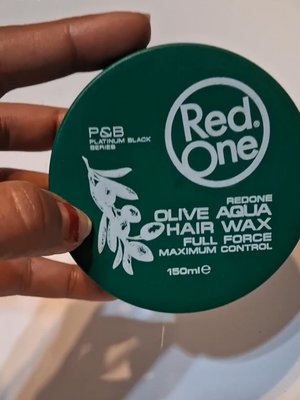 Red®
One
P&B
PLATINUM BLACK
SERIES
REDONE
OLIVE AQUA
HAIR WAX
FULL FORCE
MAXIMUM CONTROL
150ml℮